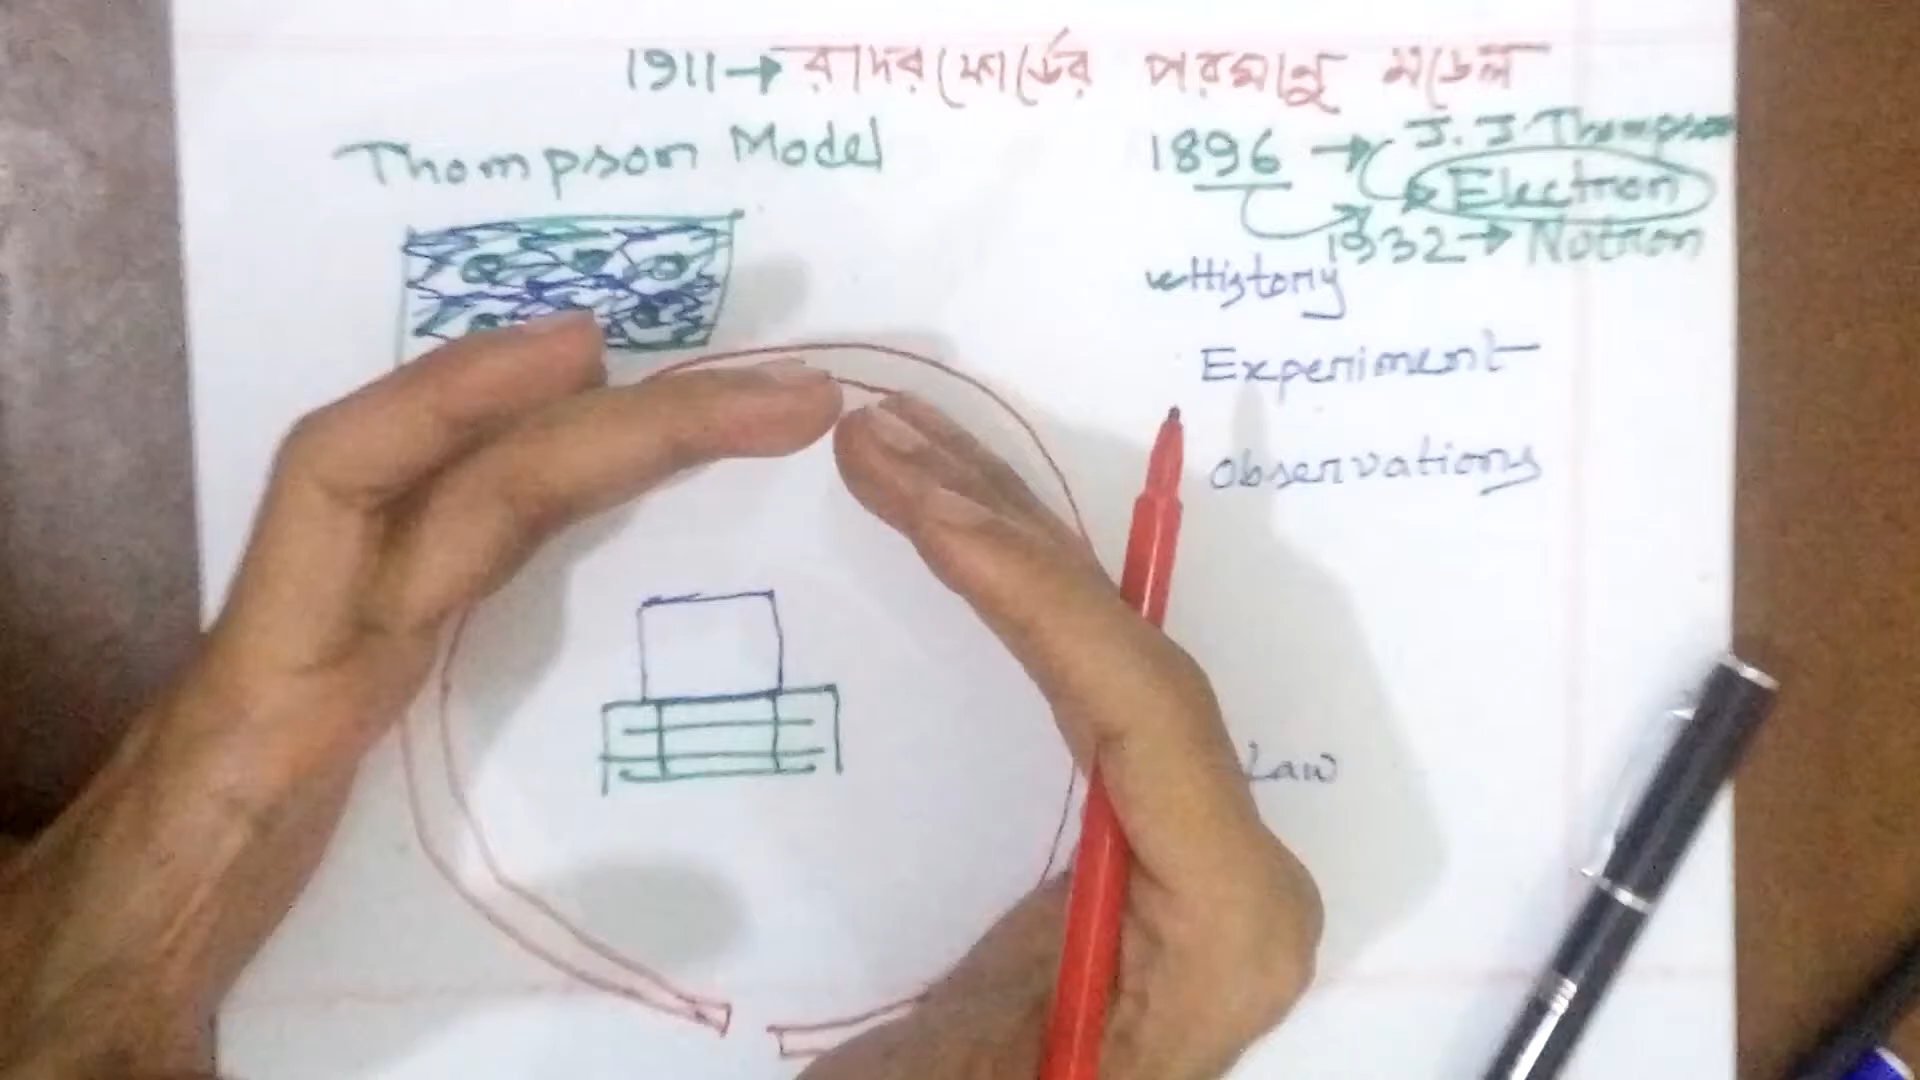 1911→ রাদারফোর্ডের পরমানু মডেল
Thompson Model
1896 → J. J. Thompson
Electron
1932→ Nutron
History
Experiment
Observations
Law